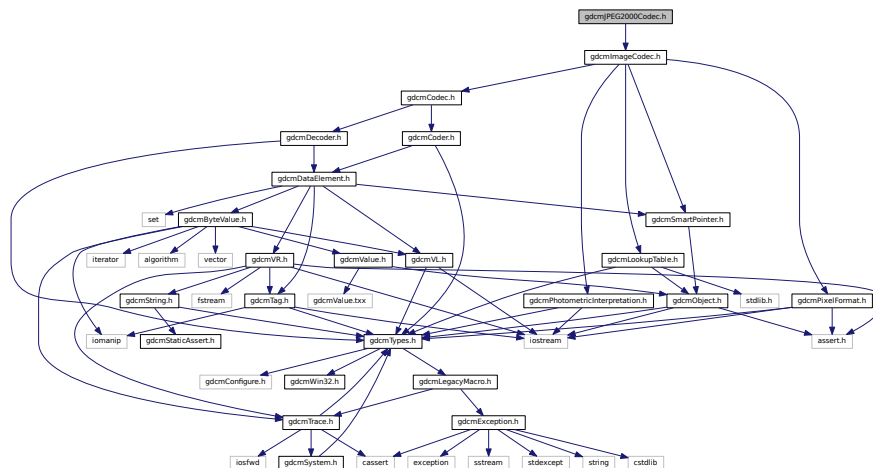 gdcmJPEG2000Codec.h
gdcmImageCodec.h
gdcmCodec.h
gdcmDecoder.h
gdcmCoder.h
gdcmDataElement.h
set
gdcmByteValue.h
gdcmSmartPointer.h
iterator
algorithm
vector
gdcmVR.h
gdcmValue.h
gdcmVL.h
gdcmLookupTable.h
gdcmString.h
fstream
gdcmTag.h
gdcmValue.txx
gdcmPhotometricInterpretation.h
gdcmObject.h
stdlib.h
gdcmPixelFormat.h
iomanip
gdcmStaticAssert.h
gdcmTypes.h
iostream
assert.h
gdcmConfigure.h
gdcmWin32.h
gdcmLegacyMacro.h
gdcmTrace.h
gdcmException.h
iosfwd
gdcmSystem.h
cassert
exception
sstream
stdexcept
string
cstdlib